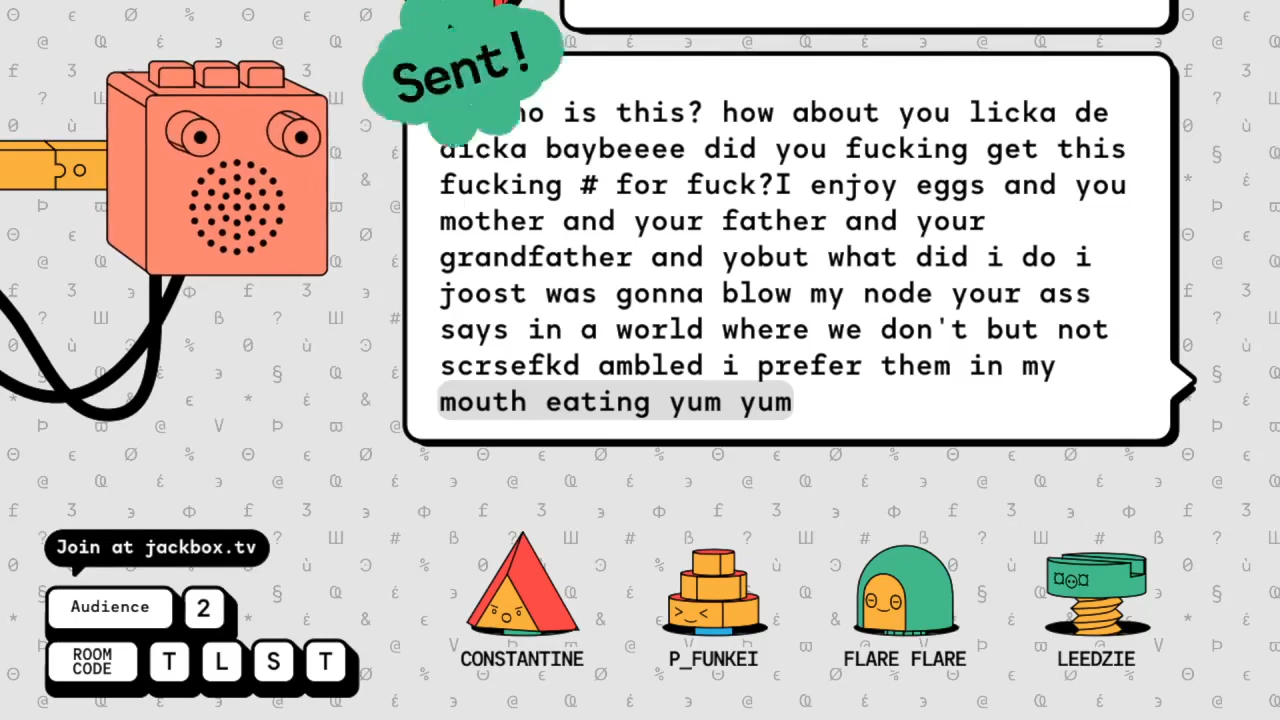 Sent!
is this? how about you licka de
dicka baybeeee did you fucking get this
fucking # for fuck?I enjoy eggs and you
mother and your father and your
grandfather and yobut what did i do i
joost was gonna blow my node your ass
says in a world where we don't but not
scrsefkd ambled i prefer them in my
mouth eating yum yum
Join at jackbox.tv
Audience 2
ROOM CODE T L S T
CONSTANTINE
P_FUNKEI
FLARE FLARE
LEEDZIE